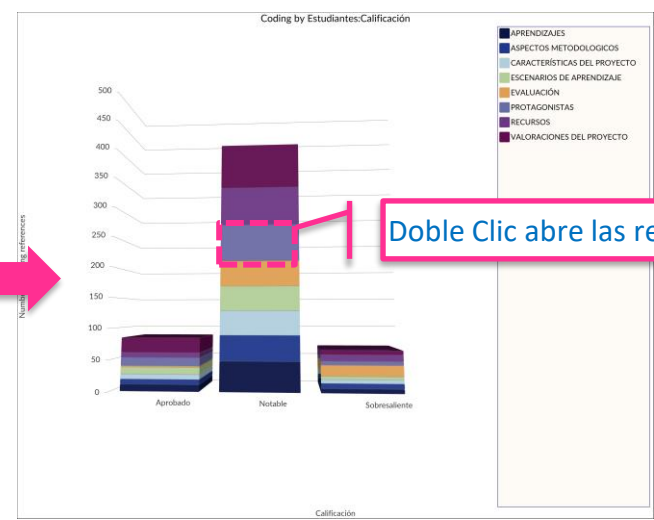 Coding by Estudiantes:Calificación
APRENDIZAJES
ASPECTOS METODOLOGICOS
CARACTERÍSTICAS DEL PROYECTO
ESCENARIOS DE APRENDIZAJE
EVALUACIÓN
PROTAGONISTAS
RECURSOS
VALORACIONES DEL PROYECTO
500
450
400
350
300
250
200
150
100
50
0
references
Doble Clic abre las
Aprobado
Notable
Sobresaliente
Calificación